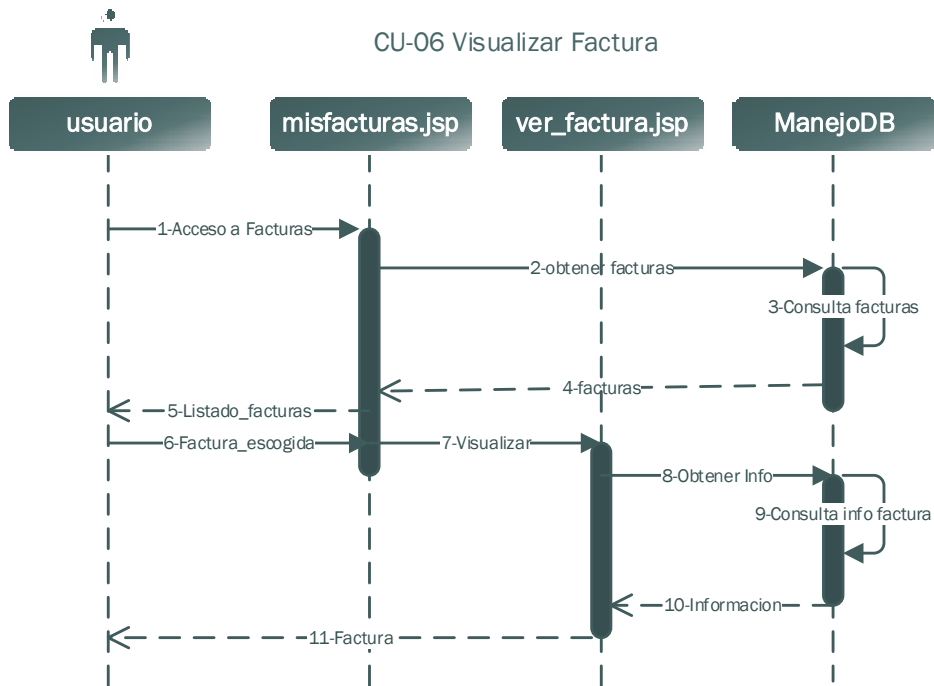 CU-06 Visualizar Factura
usuario
misfacturas.jsp
ver_factura.jsp
ManejoDB
1-Acceso a Facturas
2-obtener facturas
3-Consulta facturas
4-facturas
5-Listado_facturas
6-Factura_escogida
7-Visualizar
8-Obtener Info
9-Consulta info factura
10-Informacion
11-Factura